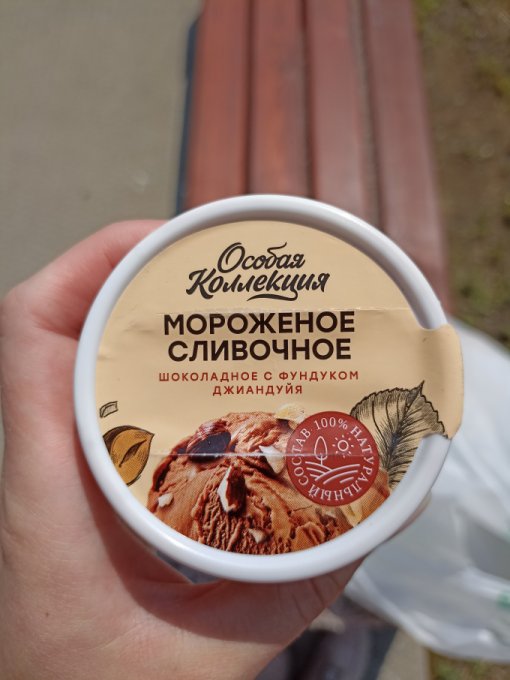 Особая
Коллекция
МОРОЖЕНОЕ
СЛИВОЧНОЕ
ШОКОЛАДНОЕ С ФУНДУКОМ
ДЖИАНДУЙЯ
СОСТАВ: 100% НАТУРАЛЬНЫЙ